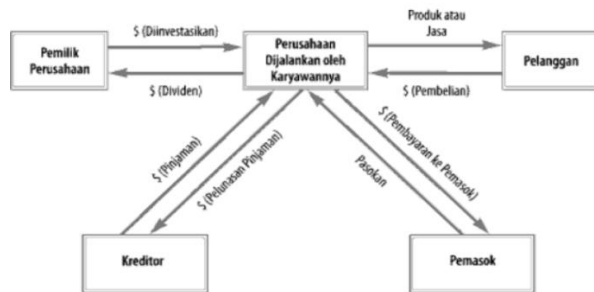 $ (Diinvestasikan)
Produk atau
Jasa
Pemilik
Perusahaan
Perusahaan
Dijalankan oleh
Karyawannya
Pelanggan
$ (Dividen)
$ (Pembelian)
$ (Pinjaman)
$ (Pelunasan Pinjaman)
Pasokan
$ (Pembayaran ke Pemasok)
Kreditor
Pemasok